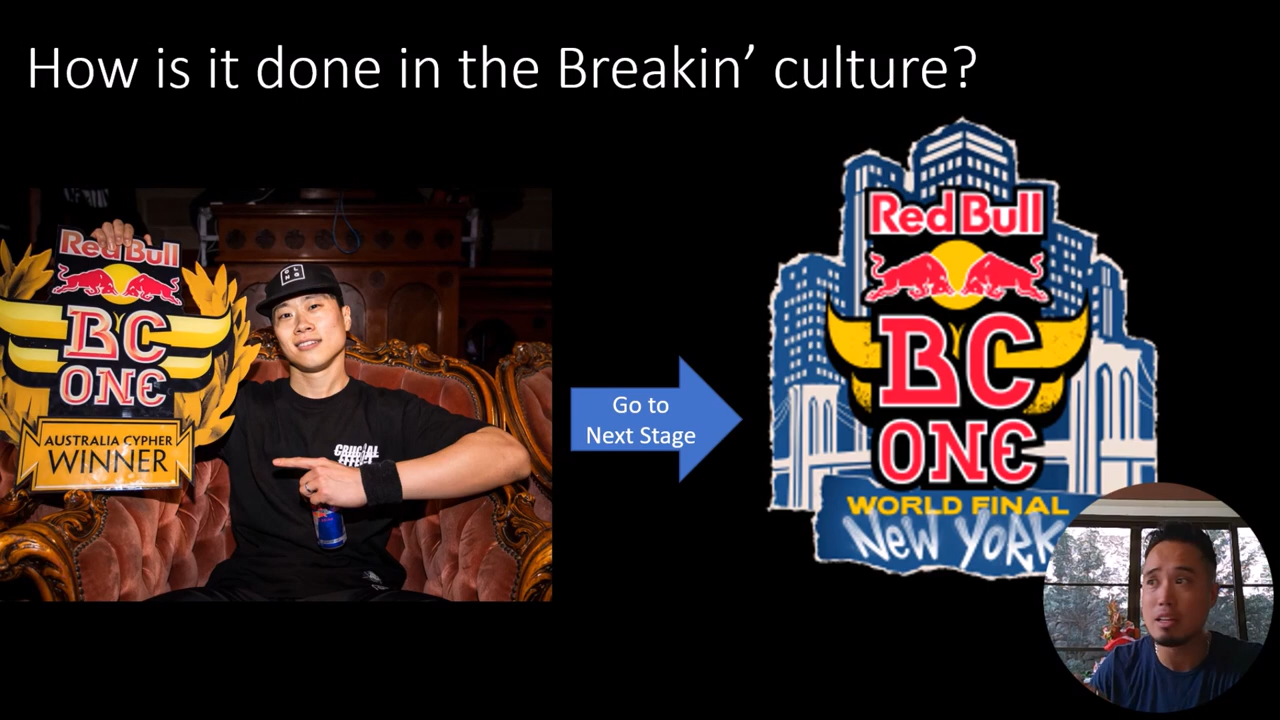 How is it done in the Breakin’ culture?
Red Bull
BC
ONE
AUSTRALIA CYPHER
WINNER
CLNG
CRUCIAL
EFFECT
Go to
Next Stage
Red Bull
BC
ONE
WORLD FINAL
New YORK